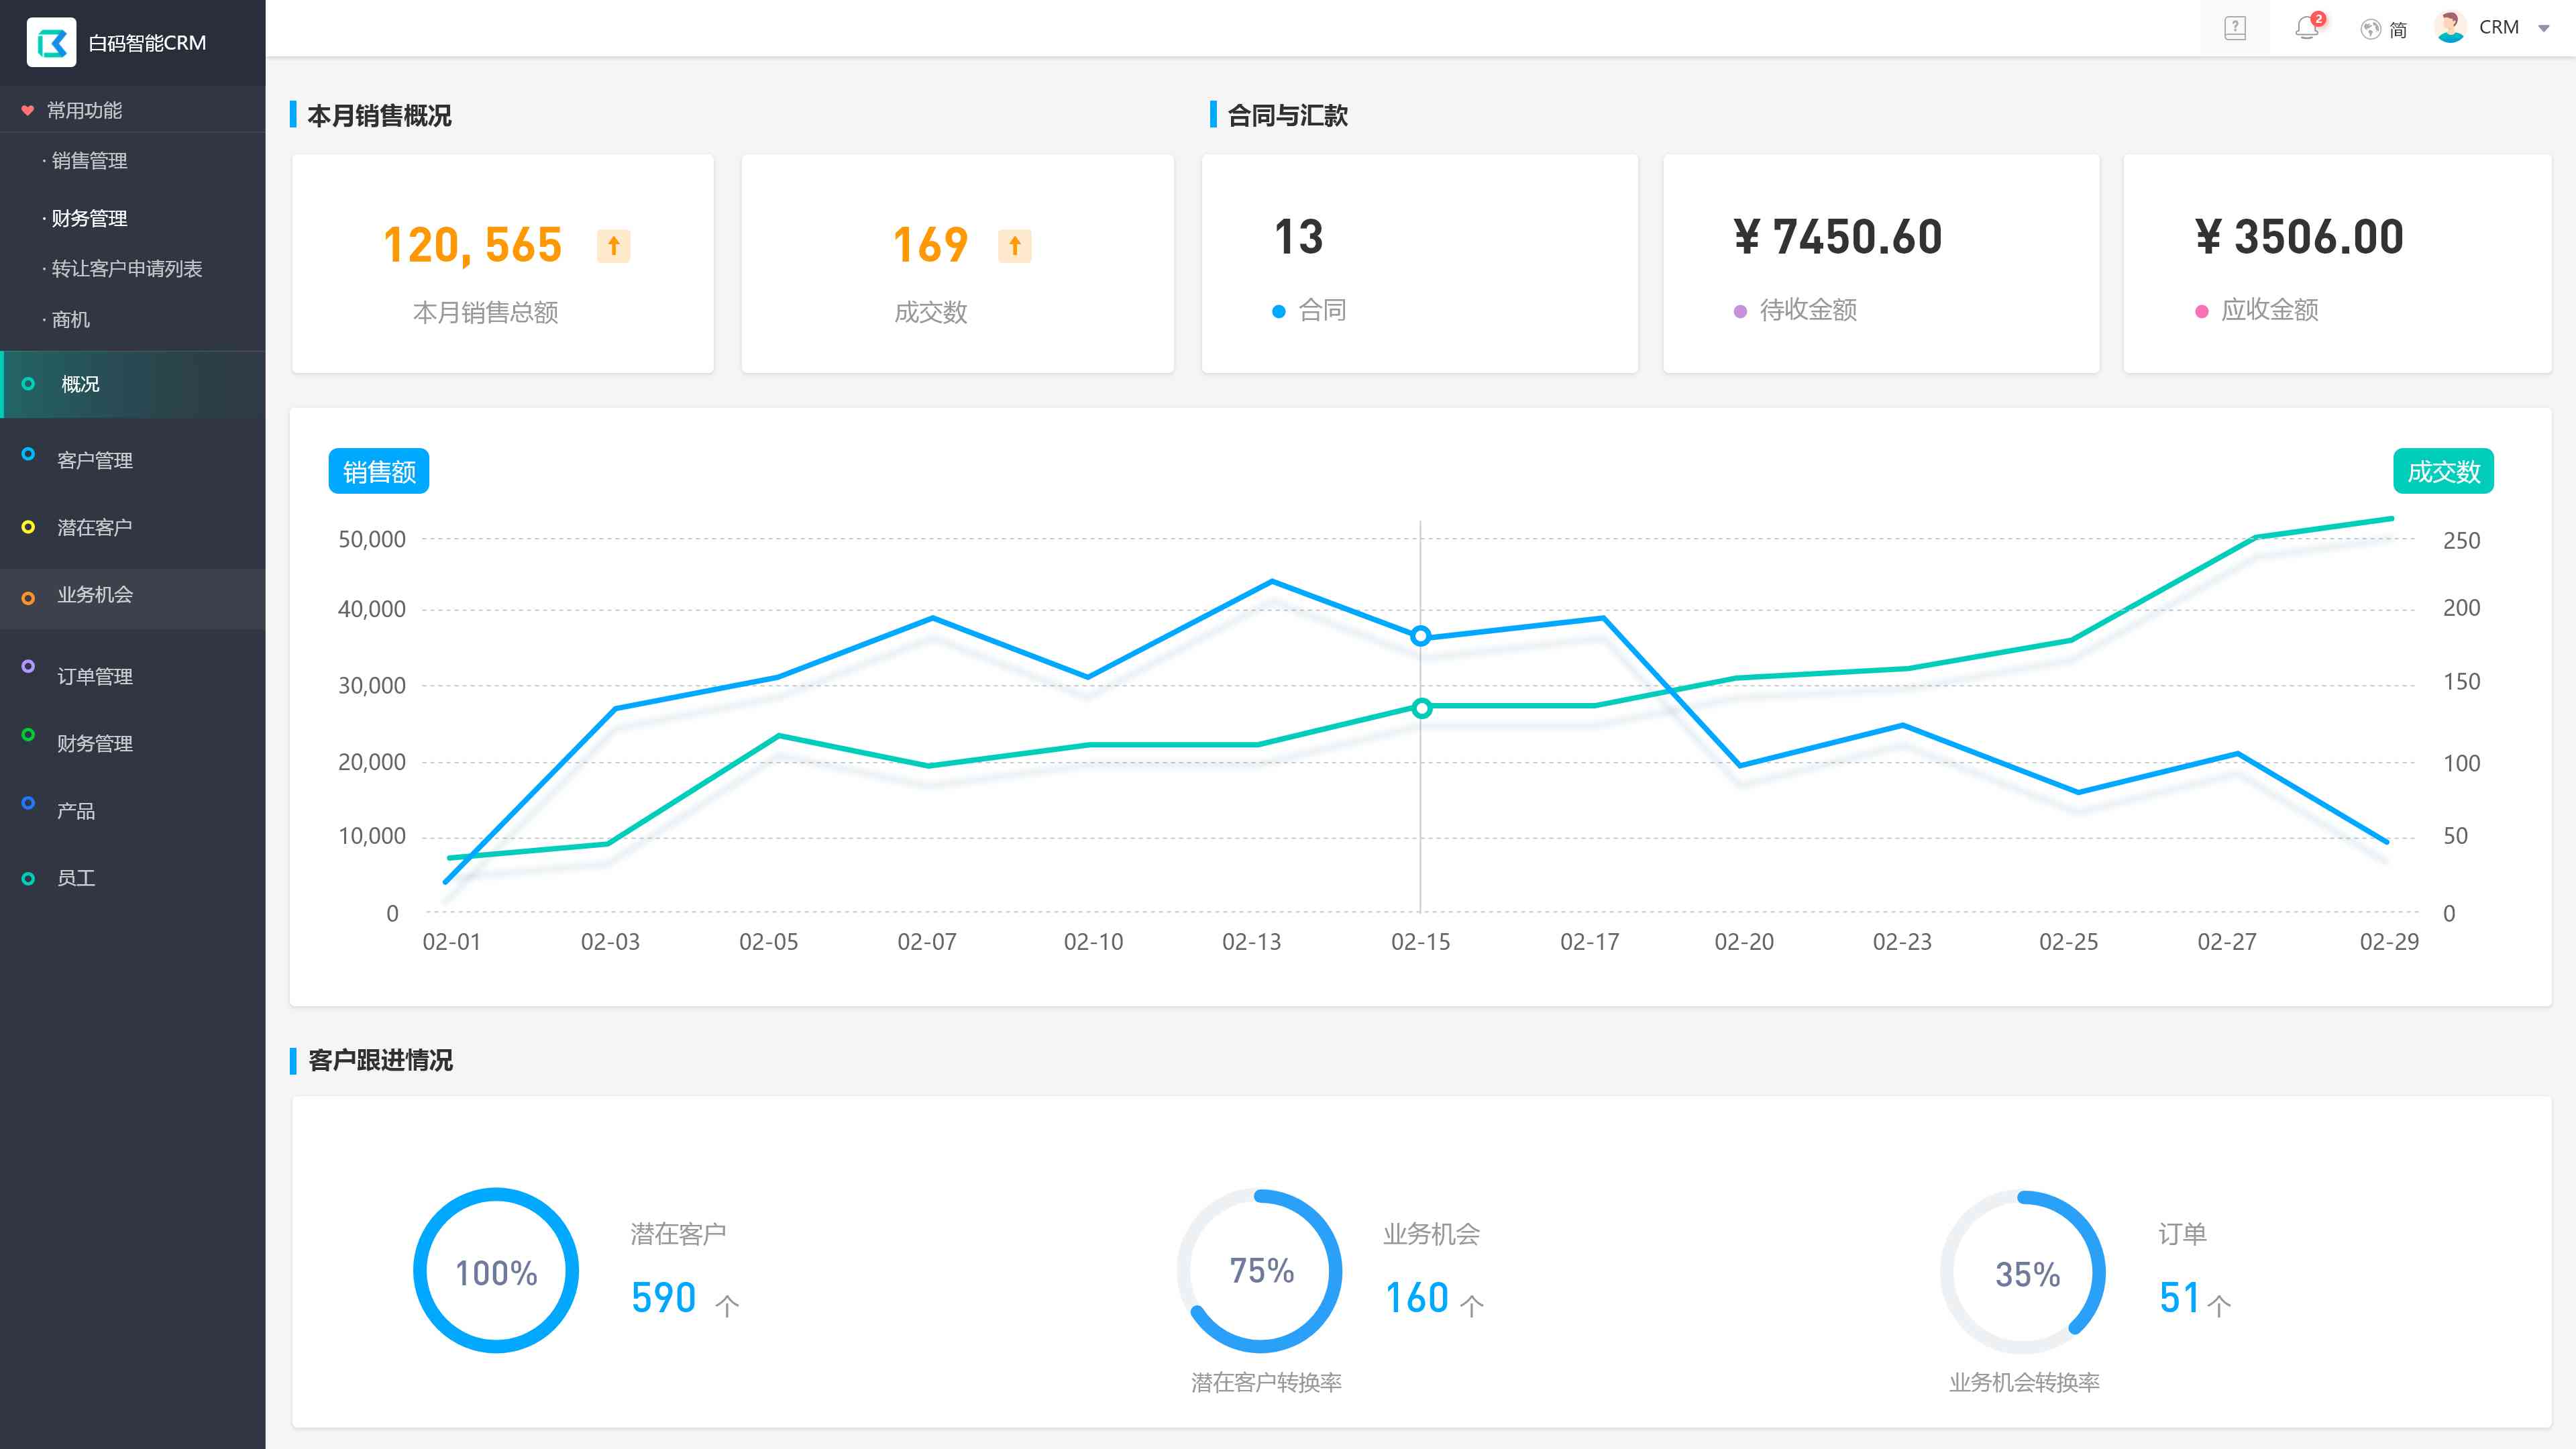 白码智能CRM
常用功能
· 销售管理
· 财务管理
· 转让客户申请列表
· 商机
概况
客户管理
潜在客户
业务机会
订单管理
财务管理
产品
员工
?
2
简
CRM
本月销售概况
合同与汇款
120, 565
本月销售总额
169
成交数
13
合同
¥ 7450.60
待收金额
¥ 3506.00
应收金额
销售额
成交数
50,000
40,000
30,000
20,000
10,000
0
250
200
150
100
50
0
02-01 02-03 02-05 02-07 02-10 02-13 02-15 02-17 02-20 02-23 02-25 02-27 02-29
客户跟进情况
100%
潜在客户
590 个
75%
业务机会
160 个
潜在客户转换率
35%
订单
51 个
业务机会转换率